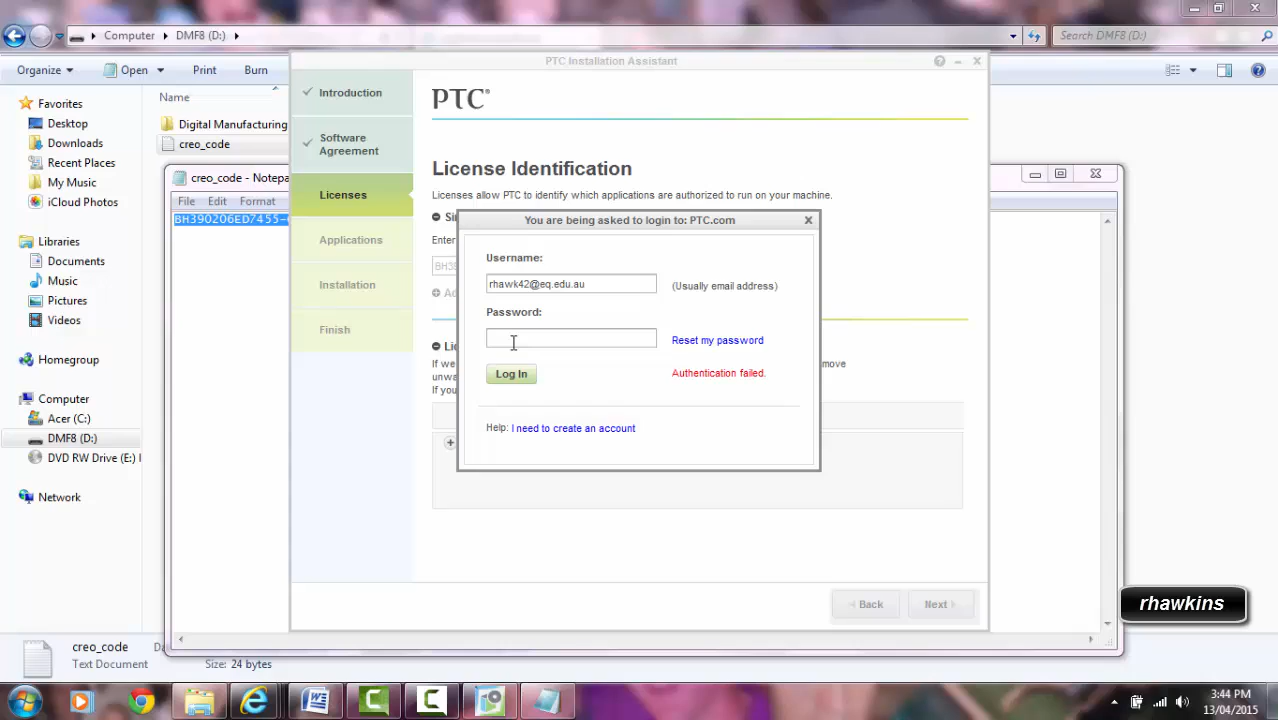 Computer
DMF8 (D:)
Search DMF8 (D:)
Organize
Open
Print
Burn
PTC Installation Assistant
Favorites
Desktop
Downloads
Recent Places
My Music
iCloud Photos
Libraries
Documents
Music
Pictures
Videos
Homegroup
Computer
Acer (C:)
DMF8 (D:)
DVD RW Drive (E:)
Network
Name
Digital Manufacturing
creo_code
creo_code - Notepa
File Edit Format
BH390206ED7455-
Introduction
Software
Agreement
Licenses
Applications
Installation
Finish
PTC®
License Identification
Licenses allow PTC to identify which applications are authorized to run on your machine.
Enter
You are being asked to login to: PTC.com
Username:
rhawk42@eq.edu.au
(Usually email address)
Password:
Reset my password
Log In
Authentication failed.
Help: I need to create an account
If we
move
unwa
If you
Back
Next
rhawkins
creo_code
Text Document
Size: 24 bytes
3:44 PM
13/04/2015